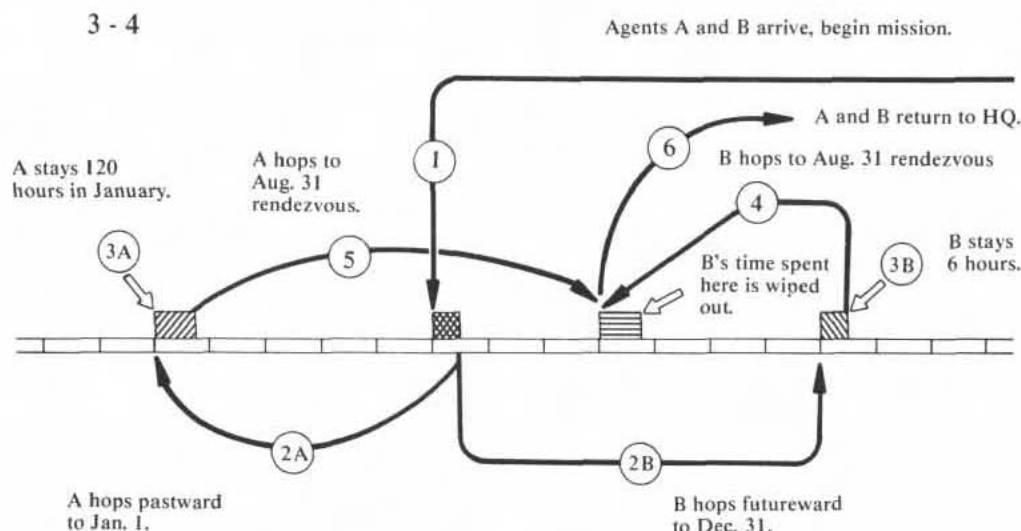 3 - 4
Agents A and B arrive, begin mission.
A and B return to HQ.
A stays 120
hours in January.
A hops to
Aug. 31
rendezvous.
1
6
B hops to Aug. 31 rendezvous
4
3A
5
B's time spent
here is wiped
out.
3B
B stays
6 hours.
2A
2B
A hops pastward
to Jan. 1.
B hops futureward
to Dec. 31.